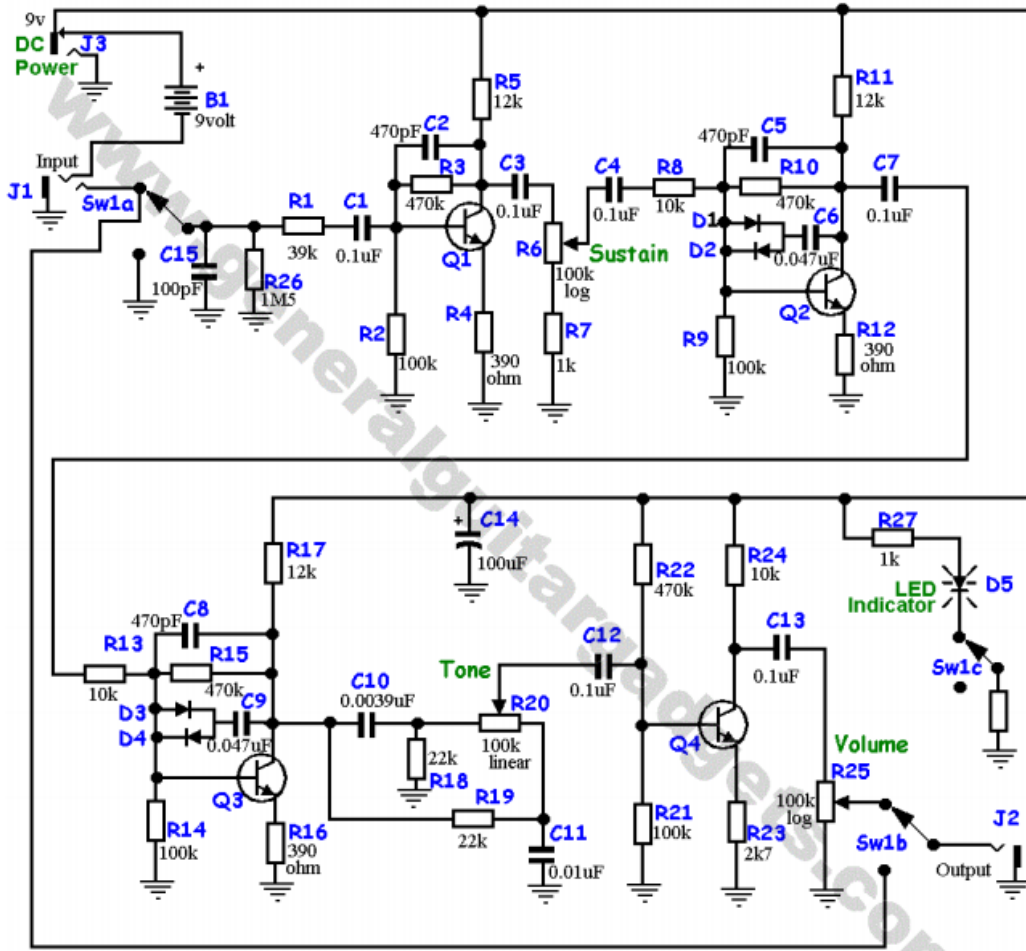 9v
DC
Power
J3
+
B1
9volt
Input
J1
Sw1a
C15
100pF
R26
1M5
R1
39k
C1
0.1uF
R2
100k
470pF
C2
R3
470k
R5
12k
C3
0.1uF
Q1
R4
390
ohm
R6
100k
log
R7
1k
Sustain
C4
0.1uF
R8
10k
470pF
C5
R10
470k
R11
12k
D1
D2
C6
0.047uF
C7
0.1uF
Q2
R9
100k
R12
390
ohm
R13
10k
470pF
C8
R15
470k
R17
12k
D3
D4
C9
0.047uF
Q3
R14
100k
R16
390
ohm
+
C14
100uF
C10
0.0039uF
22k
R18
R19
22k
Tone
R20
100k
linear
C11
0.01uF
C12
0.1uF
R22
470k
R24
10k
C13
0.1uF
Q4
R21
100k
R23
2k7
Volume
R25
100k
log
R27
1k
LED
Indicator
D5
Sw1c
Sw1b
J2
Output
www.generalguitargadgets.com